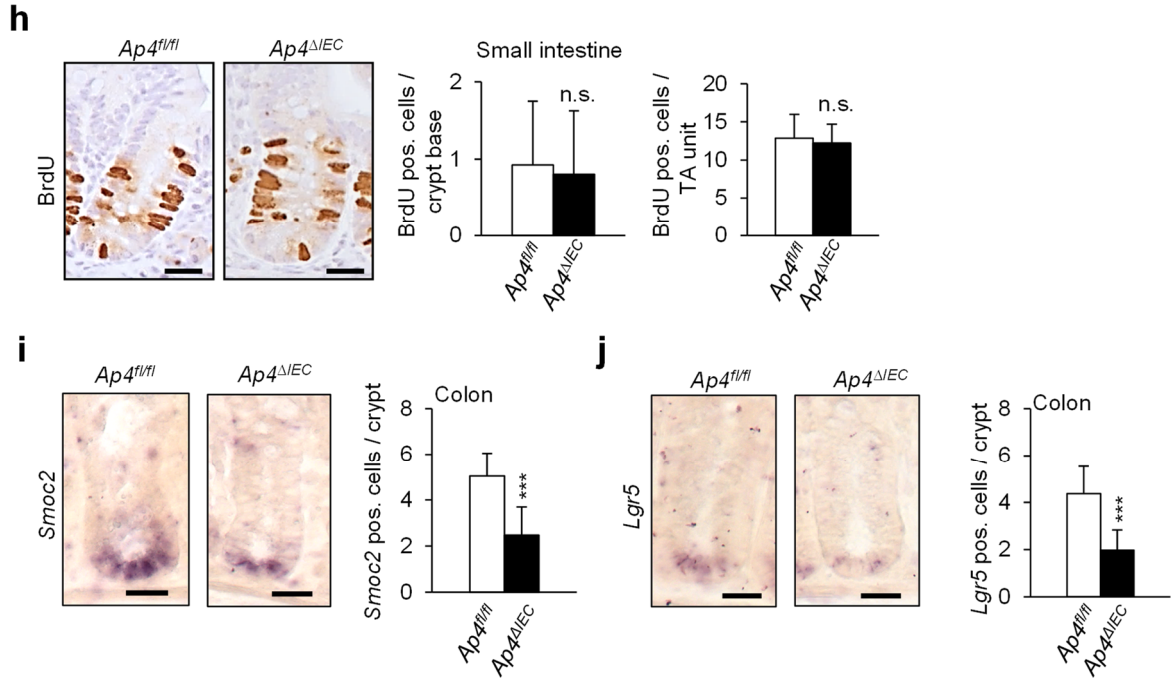 h
Ap4fl/fl
Ap4ΔIEC
BrdU
Small intestine
BrdU pos. cells /
crypt base
2
1
0
n.s.
Ap4fl/fl
Ap4ΔIEC
BrdU pos. cells /
TA unit
20
15
10
5
0
n.s.
Ap4fl/fl
Ap4ΔIEC
i
Ap4fl/fl
Ap4ΔIEC
Smoc2
Colon
Smoc2 pos. cells / crypt
8
6
4
2
0
***
Ap4fl/fl
Ap4ΔIEC
j
Ap4fl/fl
Ap4ΔIEC
Lgr5
Colon
Lgr5 pos. cells / crypt
8
6
4
2
0
***
Ap4fl/fl
Ap4ΔIEC